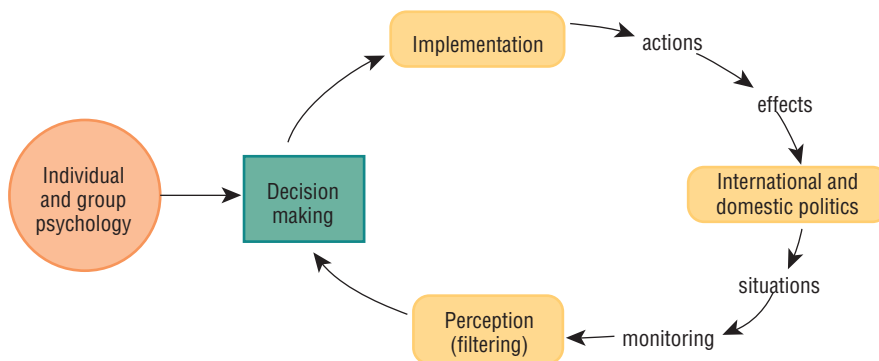 Implementation
actions
effects
Individual
and group
psychology
Decision
making
International and
domestic politics
situations
Perception
(filtering)
monitoring